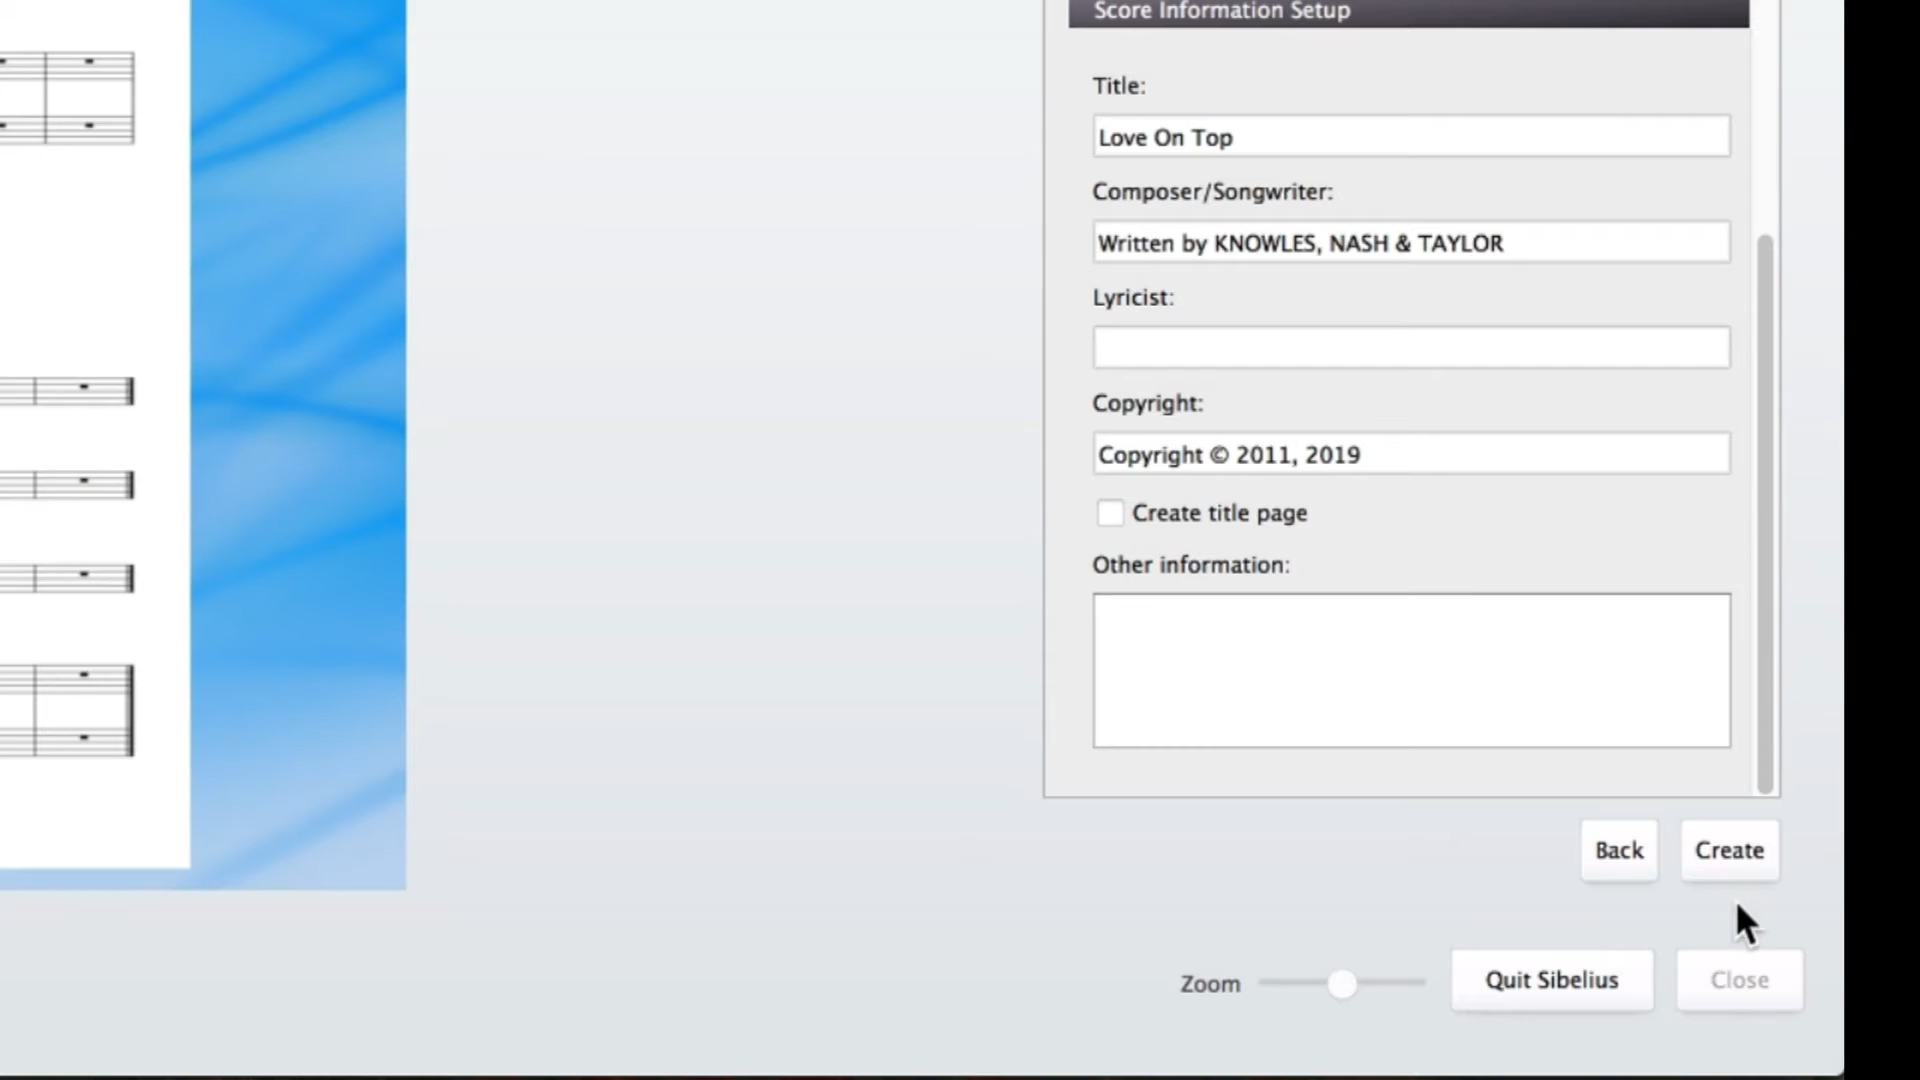 Score Information Setup
Title:
Love On Top
Composer/Songwriter:
Written by KNOWLES, NASH & TAYLOR
Lyricist:
Copyright:
Copyright © 2011, 2019
Create title page
Other information:
Back
Create
Zoom
Quit Sibelius
Close